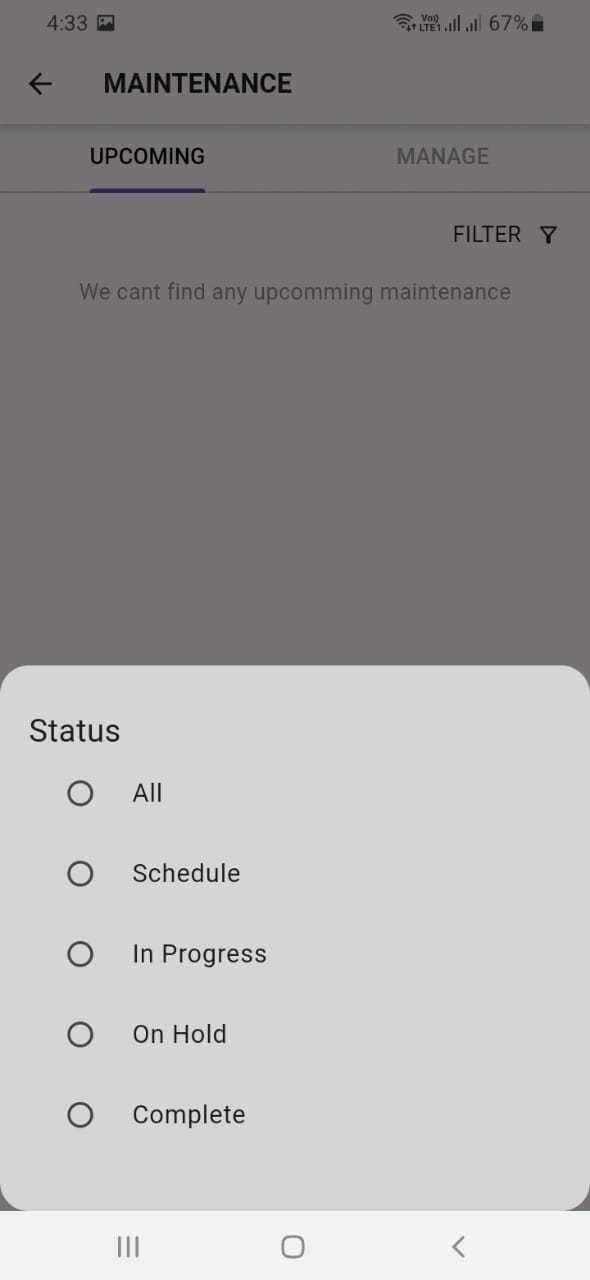 4:33 Vo)) LTE1 67%
MAINTENANCE
UPCOMING MANAGE
FILTER
We cant find any upcomming maintenance
Status
All
Schedule
In Progress
On Hold
Complete